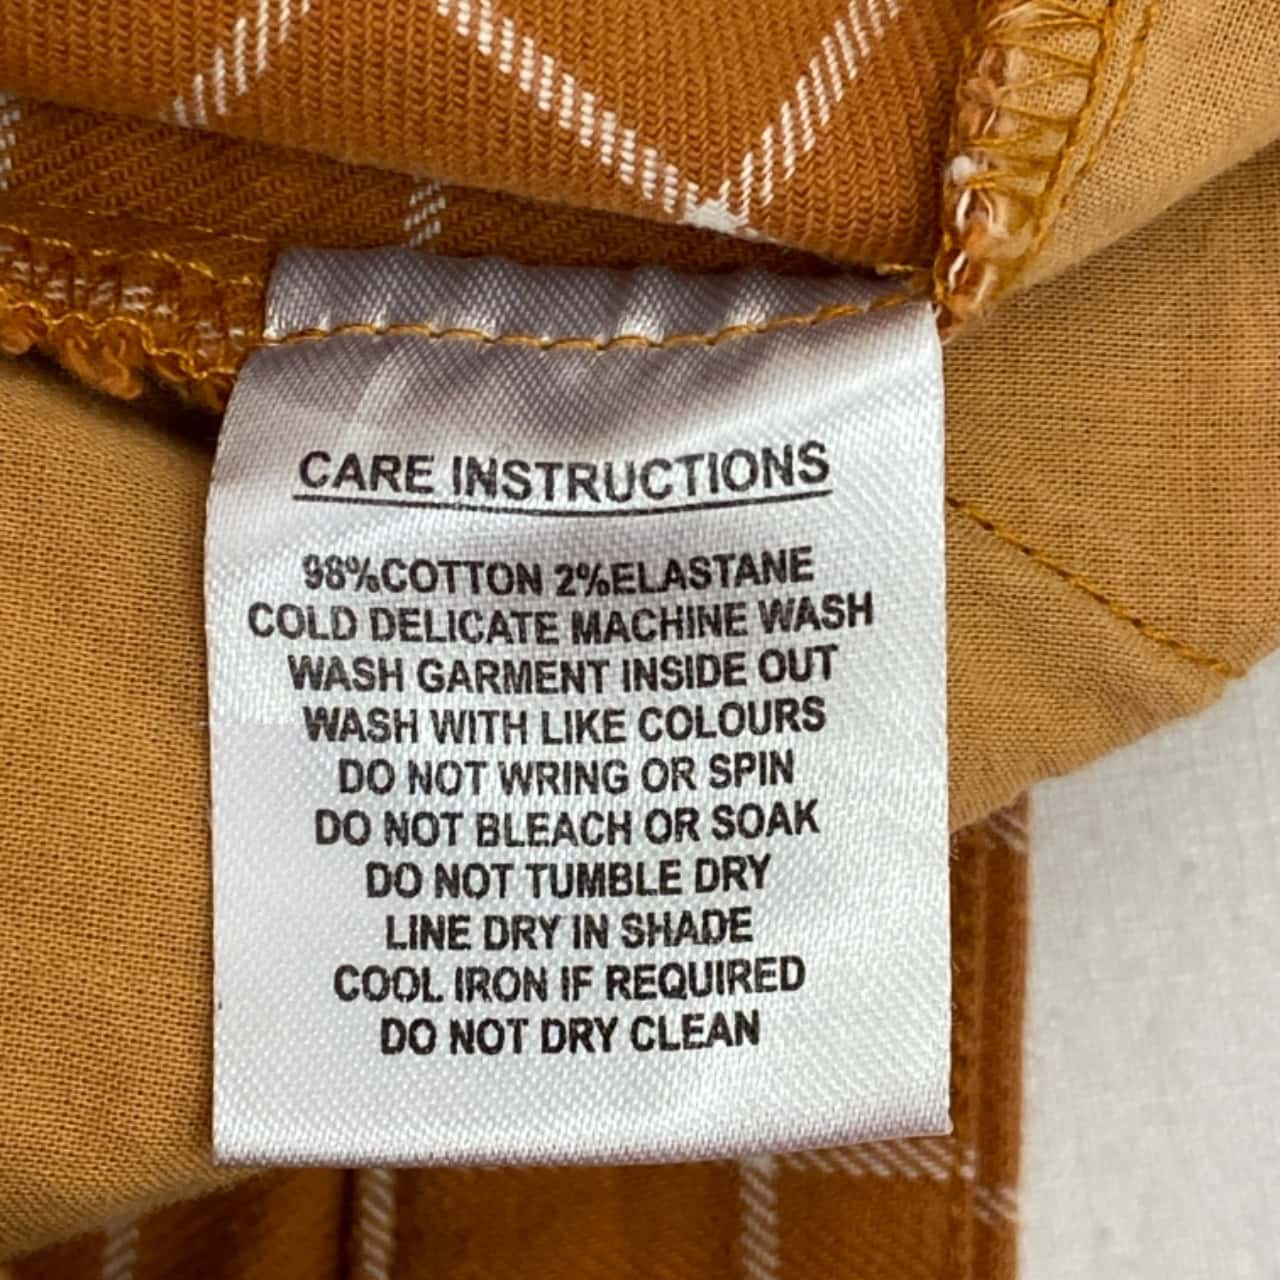 CARE INSTRUCTIONS
98%COTTON 2%ELASTANE
COLD DELICATE MACHINE WASH
WASH GARMENT INSIDE OUT
WASH WITH LIKE COLOURS
DO NOT WRING OR SPIN
DO NOT BLEACH OR SOAK
DO NOT TUMBLE DRY
LINE DRY IN SHADE
COOL IRON IF REQUIRED
DO NOT DRY CLEAN